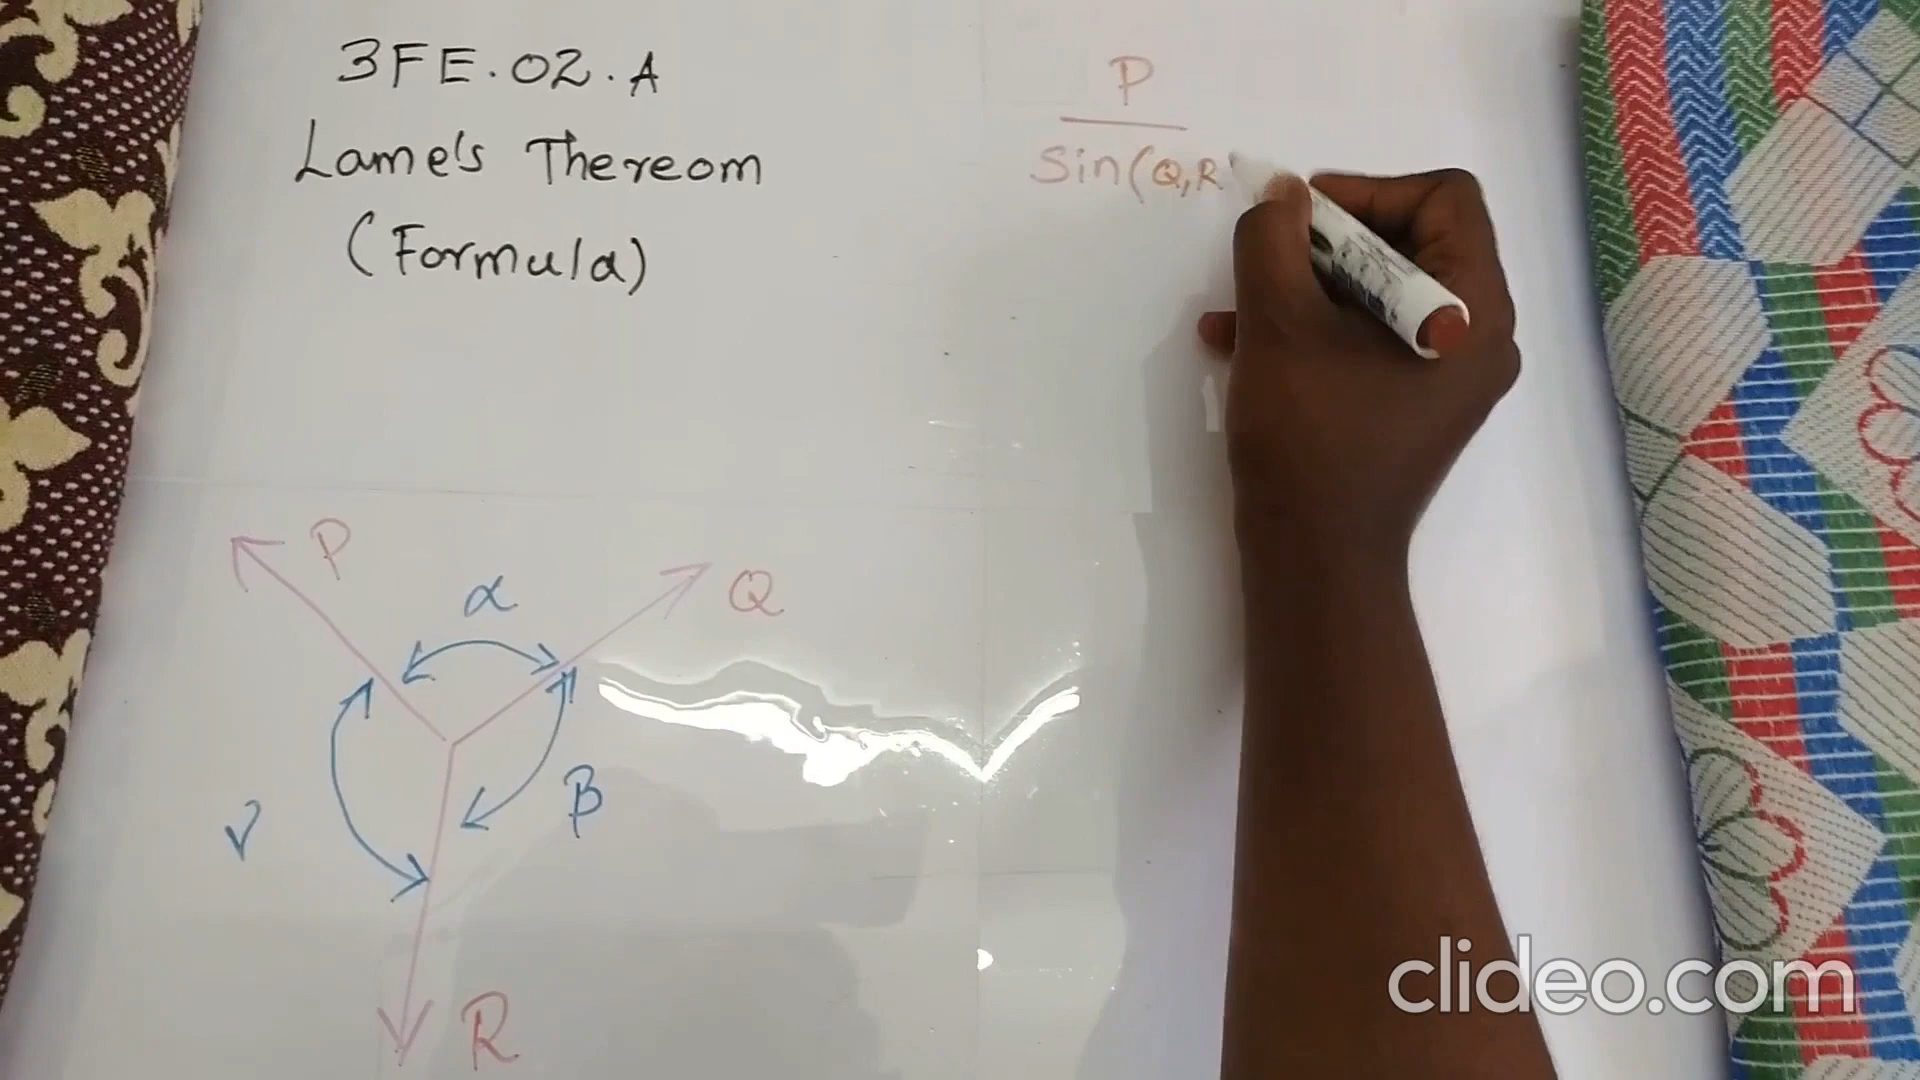 3FE.02.A
Lame's Thereom
(Formula)
P
Sin(Q,R
P
α
Q
β
R
clideo.com